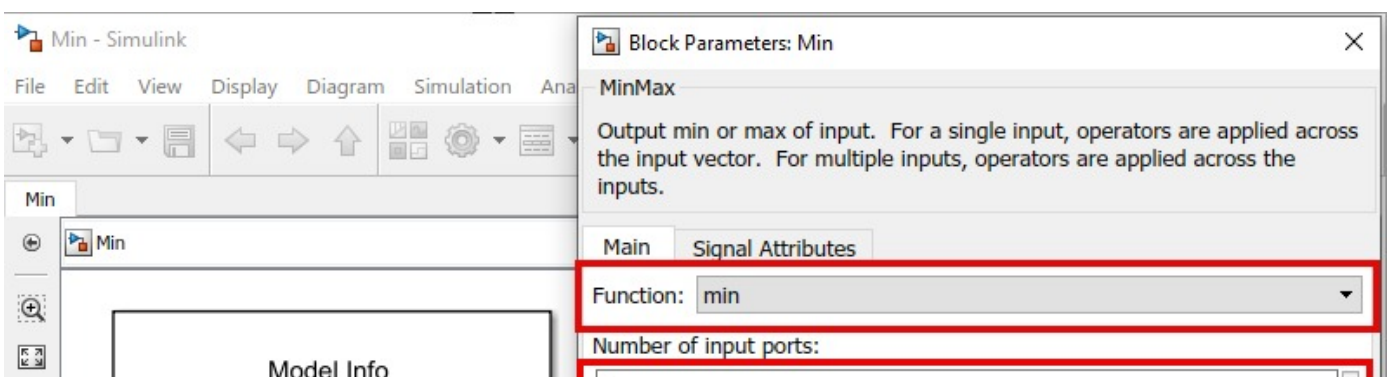 Min - Simulink
File Edit View Display Diagram Simulation Ana
Min
Min
Model Info
Block Parameters: Min
MinMax
Output min or max of input. For a single input, operators are applied across
the input vector. For multiple inputs, operators are applied across the
inputs.
Main Signal Attributes
Function: min
Number of input ports: